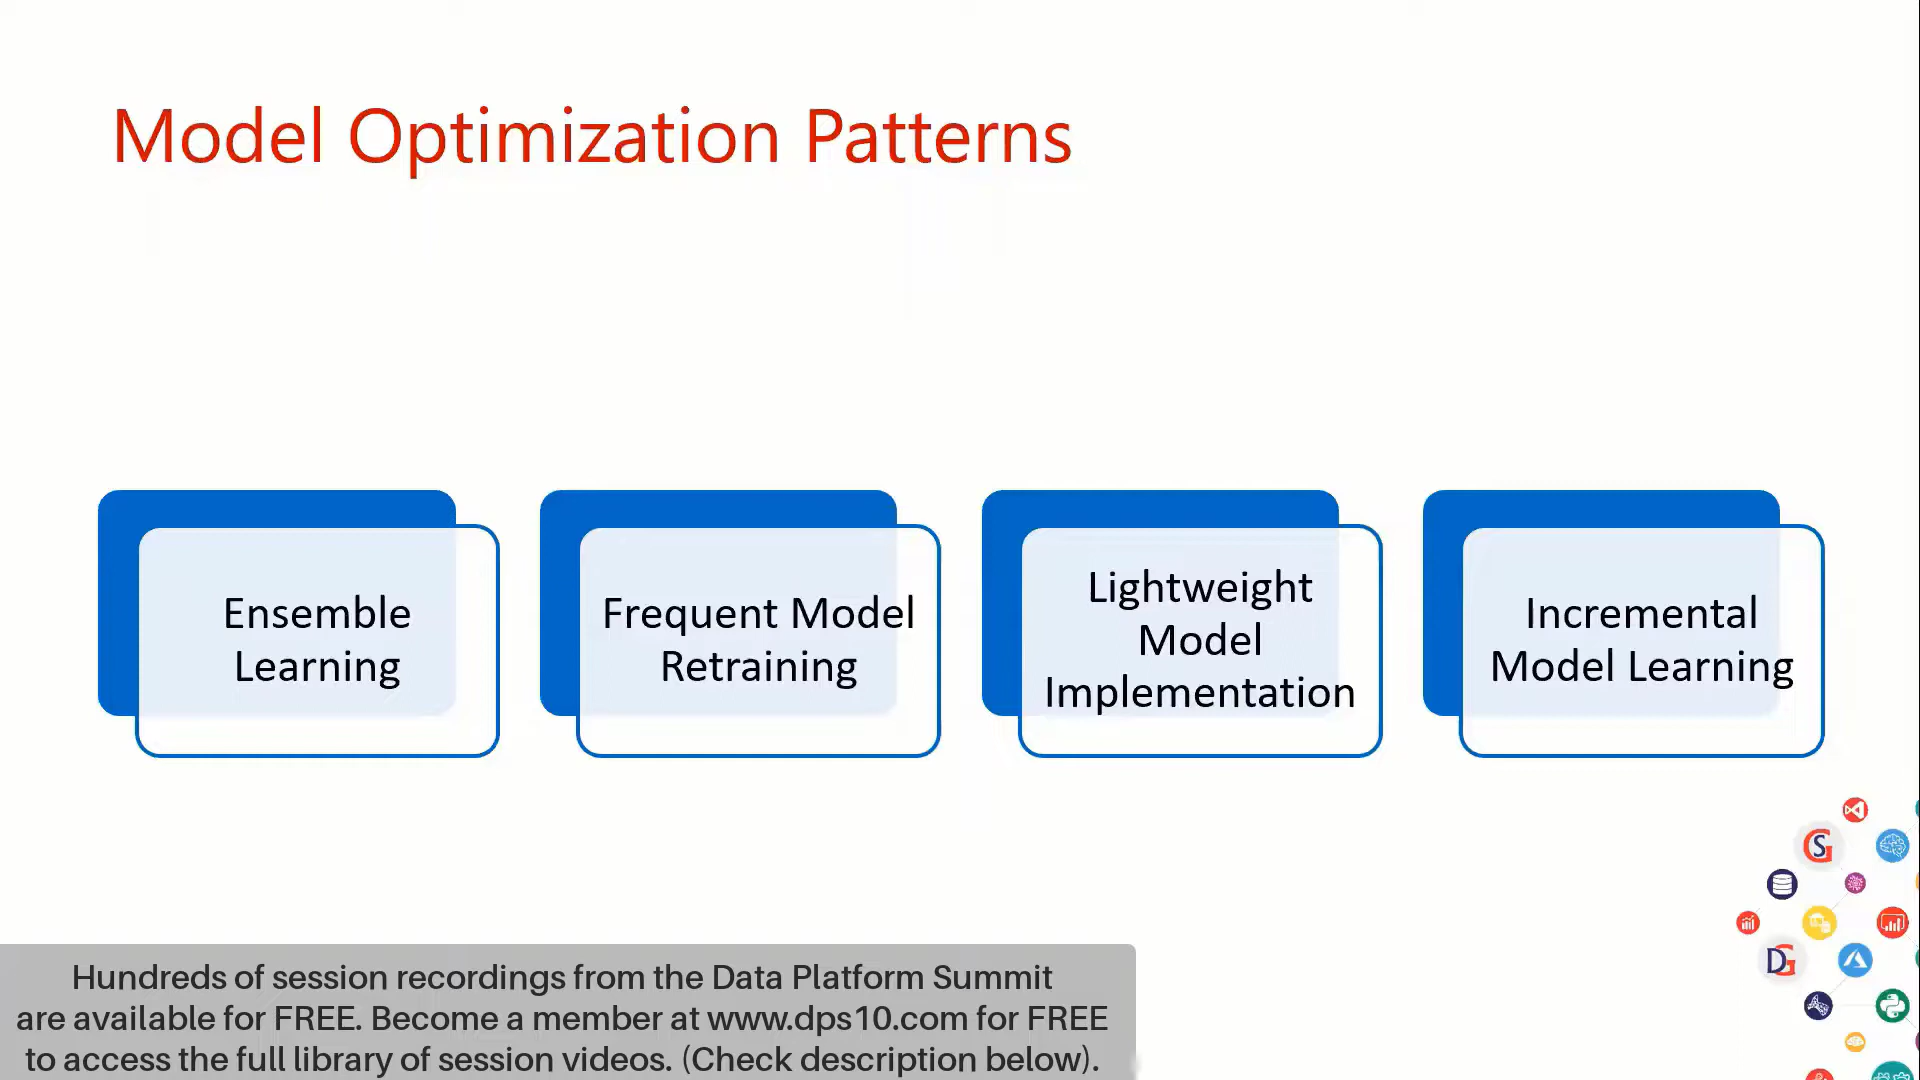 Model Optimization Patterns
Ensemble
Learning
Frequent Model
Retraining
Lightweight
Model
Implementation
Incremental
Model Learning
SG
DG
Hundreds of session recordings from the Data Platform Summit
are available for FREE. Become a member at www.dps10.com for FREE
to access the full library of session videos. (Check description below).